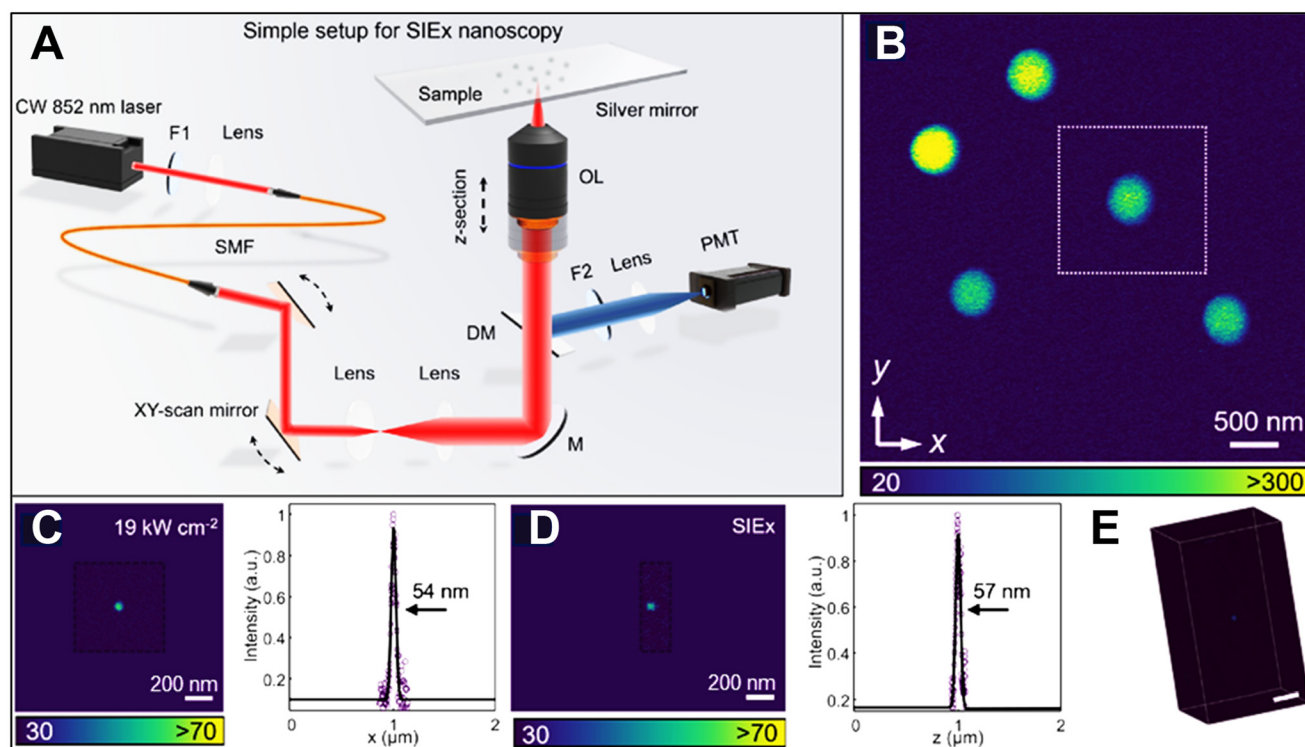 A
Simple setup for SIEx nanoscopy
CW 852 nm laser
F1
Lens
Sample
Silver mirror
OL
z-section
SMF
PMT
F2
Lens
DM
Lens
Lens
XY-scan mirror
M
B
y
x
500 nm
20
>300
C
19 kW cm⁻²
200 nm
30
>70
Intensity (a.u.)
1
0.8
0.6
0.4
0.2
54 nm
0
1
2
x (µm)
D
SIEx
200 nm
30
>70
Intensity (a.u.)
1
0.8
0.6
0.4
0.2
57 nm
0
1
2
z (µm)
E